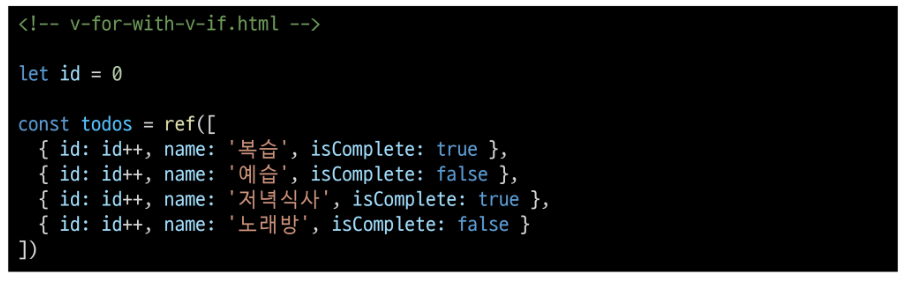 <!-- v-for-with-v-if.html -->
let id = 0
const todos = ref([
{ id: id++, name: '복습', isComplete: true },
{ id: id++, name: '예습', isComplete: false },
{ id: id++, name: '저녁식사', isComplete: true },
{ id: id++, name: '노래방', isComplete: false }
])